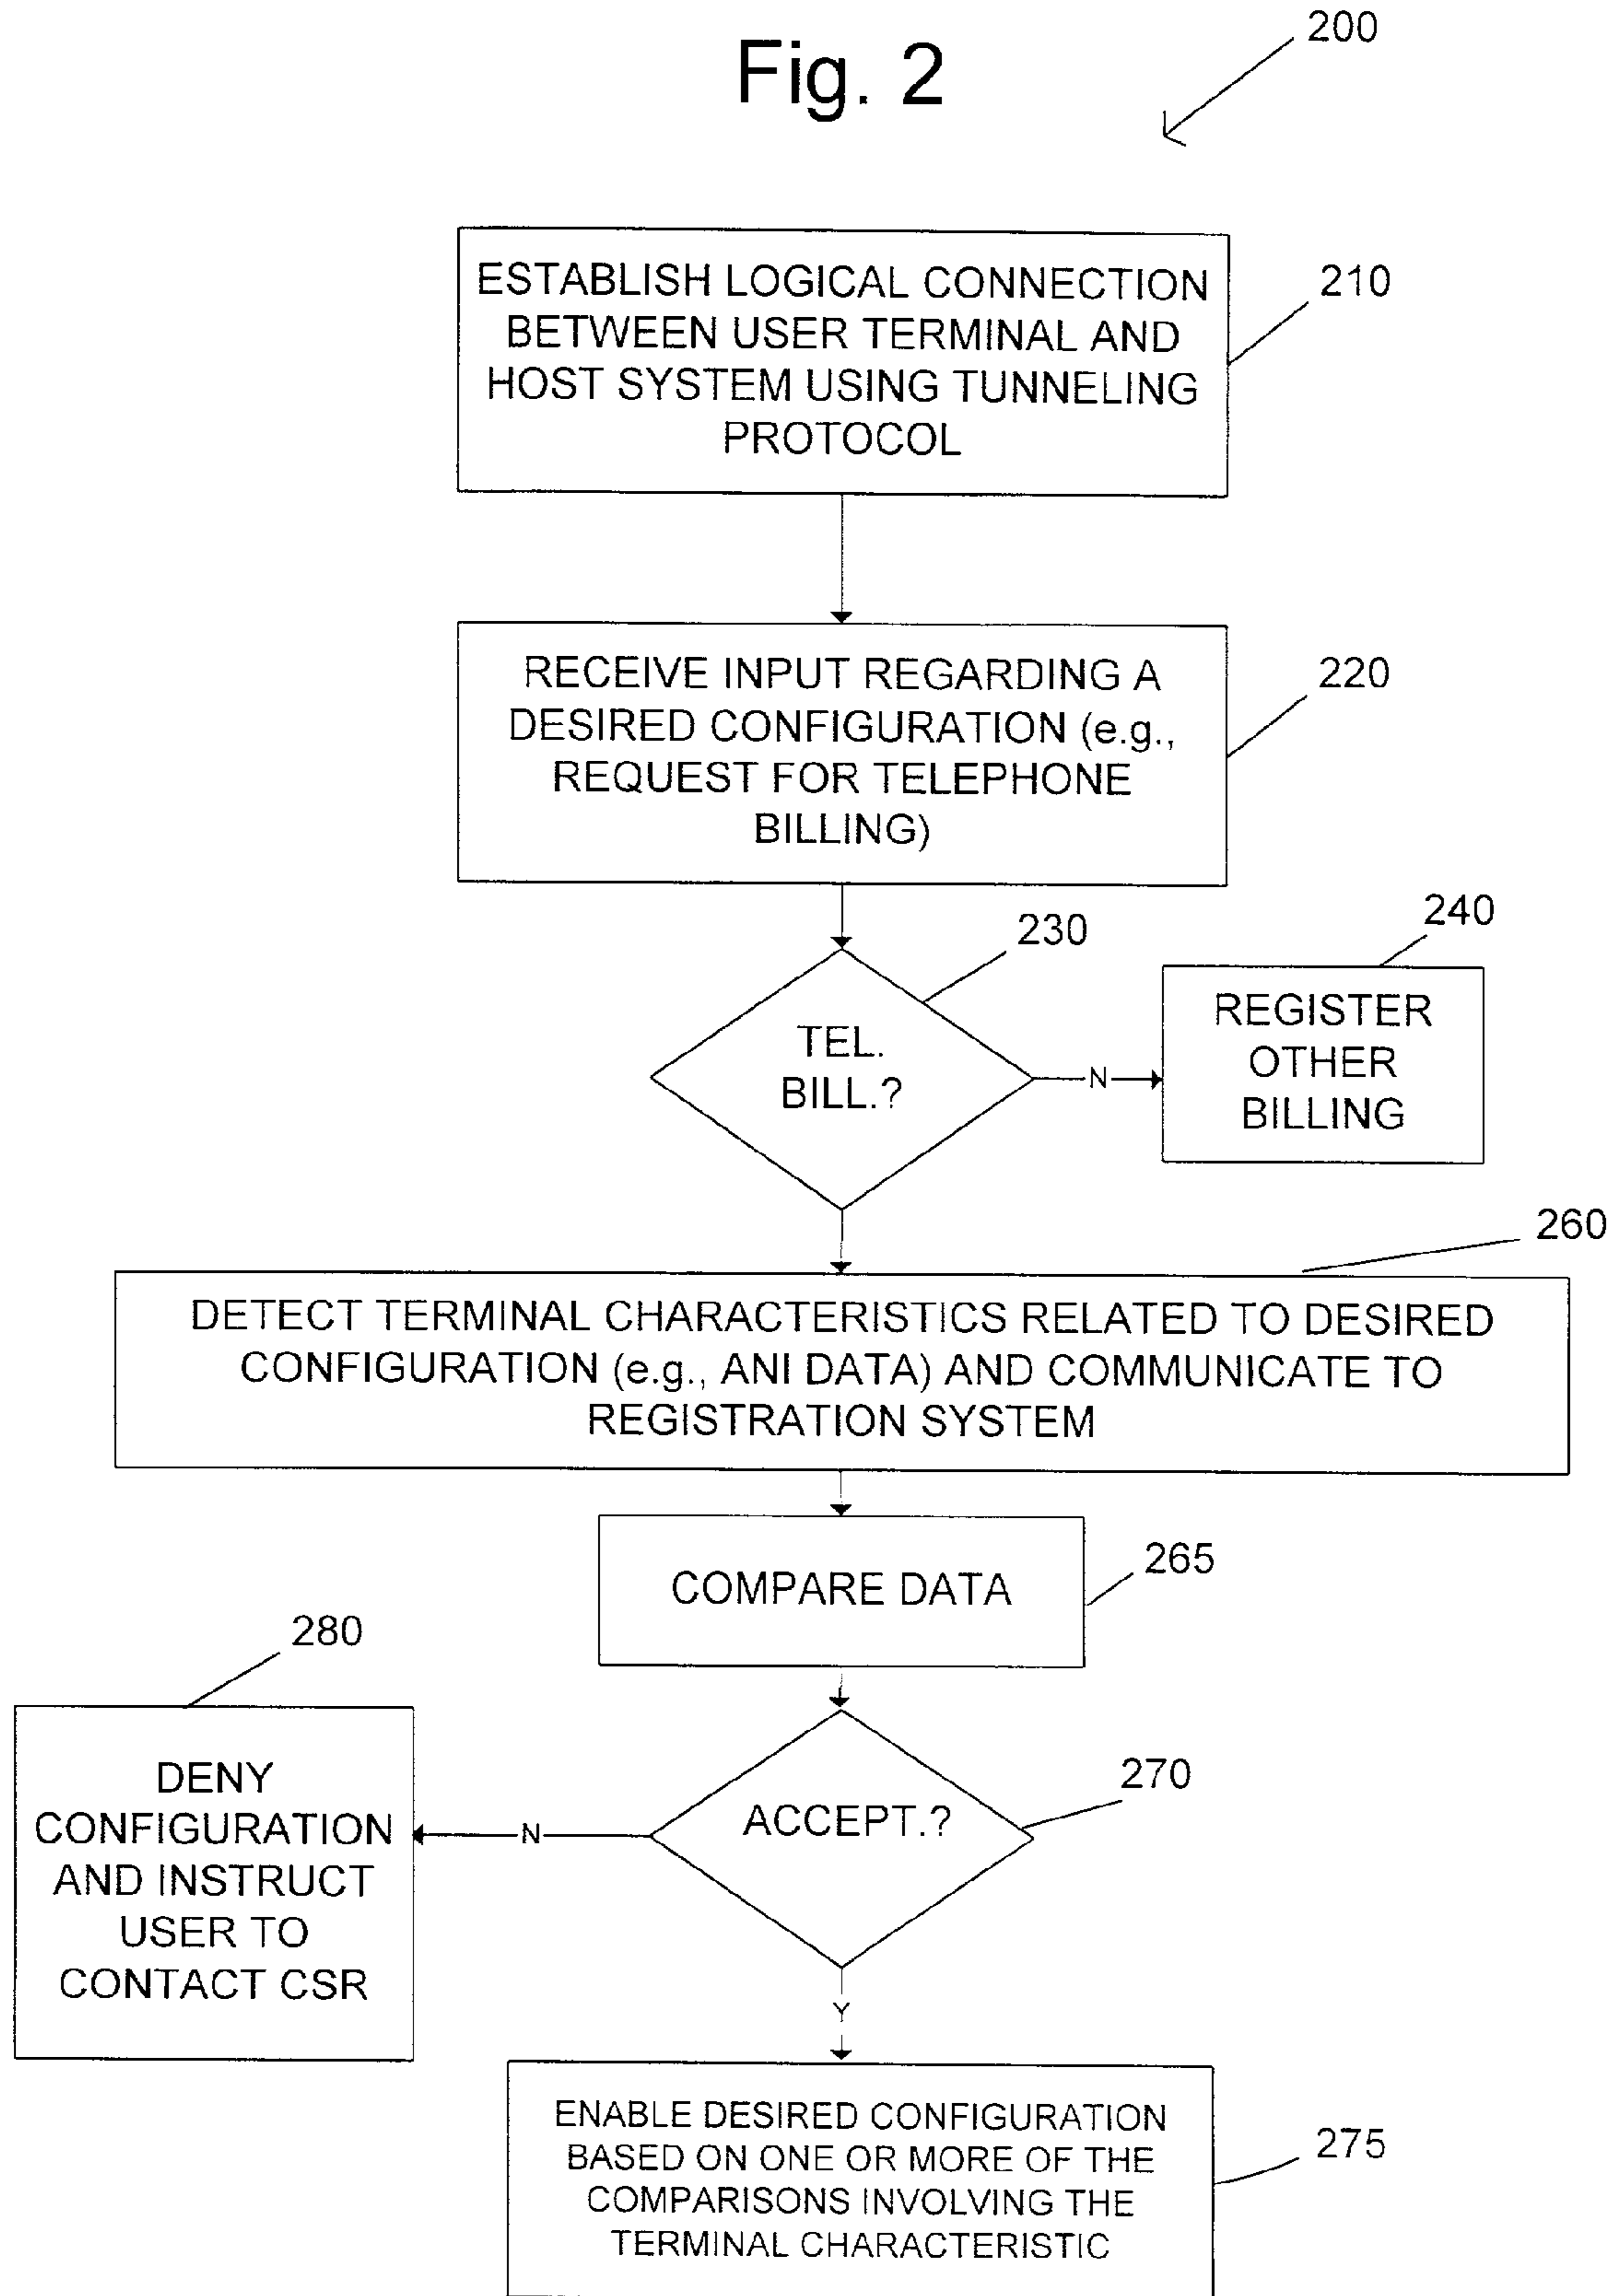 Fig. 2
200
ESTABLISH LOGICAL CONNECTION
BETWEEN USER TERMINAL AND
HOST SYSTEM USING TUNNELING
PROTOCOL
210
RECEIVE INPUT REGARDING A
DESIRED CONFIGURATION (e.g.,
REQUEST FOR TELEPHONE
BILLING)
220
230
TEL.
BILL.?
N
240
REGISTER
OTHER
BILLING
260
DETECT TERMINAL CHARACTERISTICS RELATED TO DESIRED
CONFIGURATION (e.g., ANI DATA) AND COMMUNICATE TO
REGISTRATION SYSTEM
COMPARE DATA
265
270
ACCEPT.?
N
280
DENY
CONFIGURATION
AND INSTRUCT
USER TO
CONTACT CSR
Y
ENABLE DESIRED CONFIGURATION
BASED ON ONE OR MORE OF THE
COMPARISONS INVOLVING THE
TERMINAL CHARACTERISTIC
275